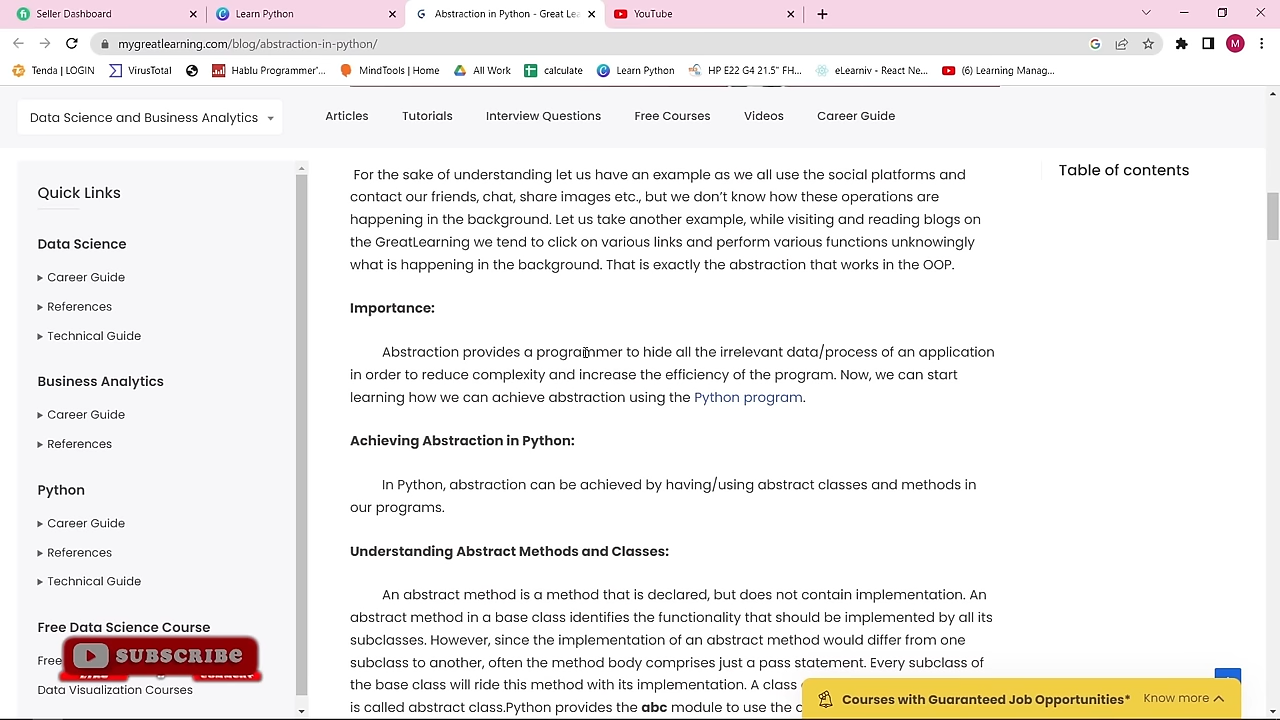 Seller Dashboard
Learn Python
Abstraction in Python - Great Le
YouTube
mygreatlearning.com/blog/abstraction-in-python/
M
Tenda | LOGIN
VirusTotal
Hablu Programmer'...
MindTools | Home
All Work
calculate
Learn Python
HP E22 G4 21.5" FH...
eLearniv - React Ne...
(6) Learning Manag...
Data Science and Business Analytics
Articles
Tutorials
Interview Questions
Free Courses
Videos
Career Guide
Quick Links
Data Science
Career Guide
References
Technical Guide
Business Analytics
Career Guide
References
Python
Career Guide
References
Technical Guide
Free Data Science Course
Free
Data Visualization Courses
SUBSCRIBE
For the sake of understanding let us have an example as we all use the social platforms and
contact our friends, chat, share images etc., but we don’t know how these operations are
happening in the background. Let us take another example, while visiting and reading blogs on
the GreatLearning we tend to click on various links and perform various functions unknowingly
what is happening in the background. That is exactly the abstraction that works in the OOP.
Importance:
Abstraction provides a programmer to hide all the irrelevant data/process of an application
in order to reduce complexity and increase the efficiency of the program. Now, we can start
learning how we can achieve abstraction using the Python program.
Achieving Abstraction in Python:
In Python, abstraction can be achieved by having/using abstract classes and methods in
our programs.
Understanding Abstract Methods and Classes:
An abstract method is a method that is declared, but does not contain implementation. An
abstract method in a base class identifies the functionality that should be implemented by all its
subclasses. However, since the implementation of an abstract method would differ from one
subclass to another, often the method body comprises just a pass statement. Every subclass of
the base class will ride this method with its implementation. A class
is called abstract class.Python provides the abc module to use the
Table of contents
Courses with Guaranteed Job Opportunities*
Know more